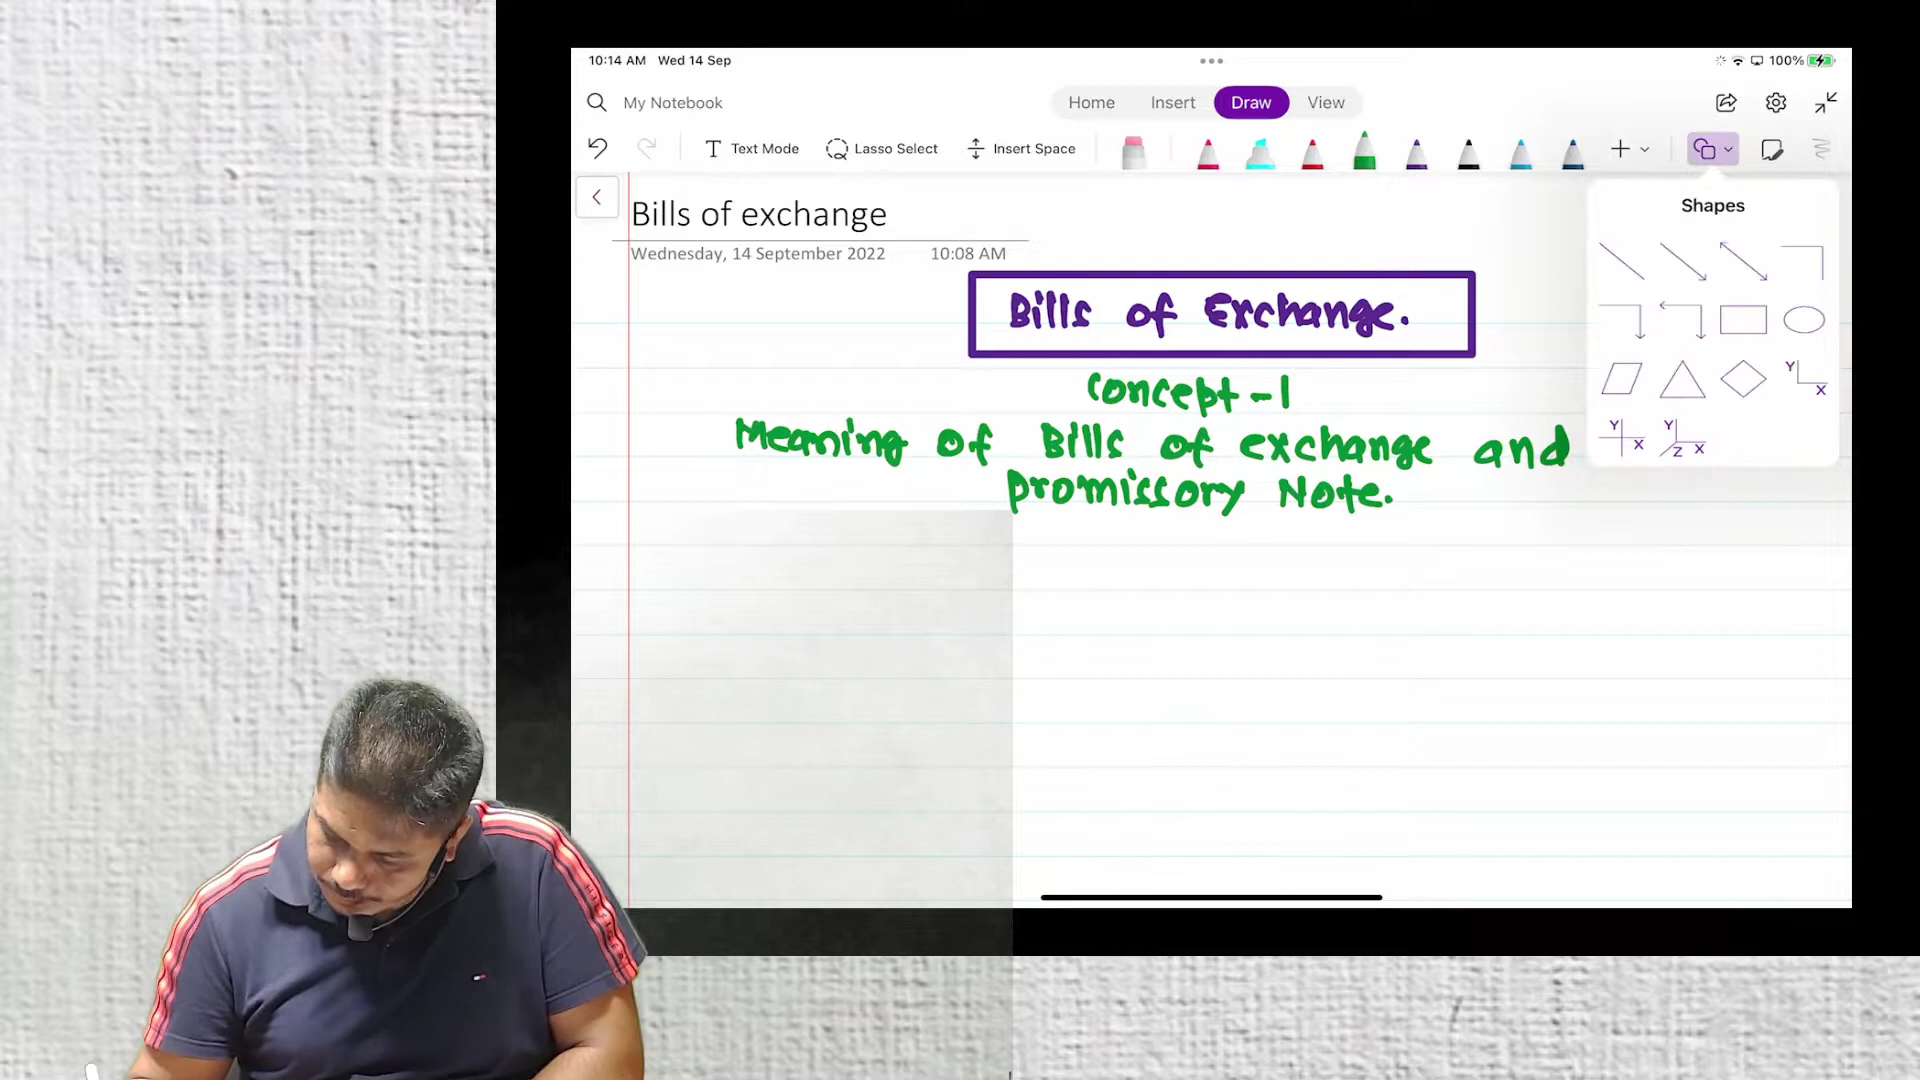 10:14 AM Wed 14 Sep
100%
My Notebook
Home Insert Draw View
Text Mode Lasso Select Insert Space
Shapes
Bills of exchange
Wednesday, 14 September 2022 10:08 AM
Y X
Y X Y Z X
Bills of Exchange.
Concept-1
Meaning of Bills of exchange and
promissory Note.